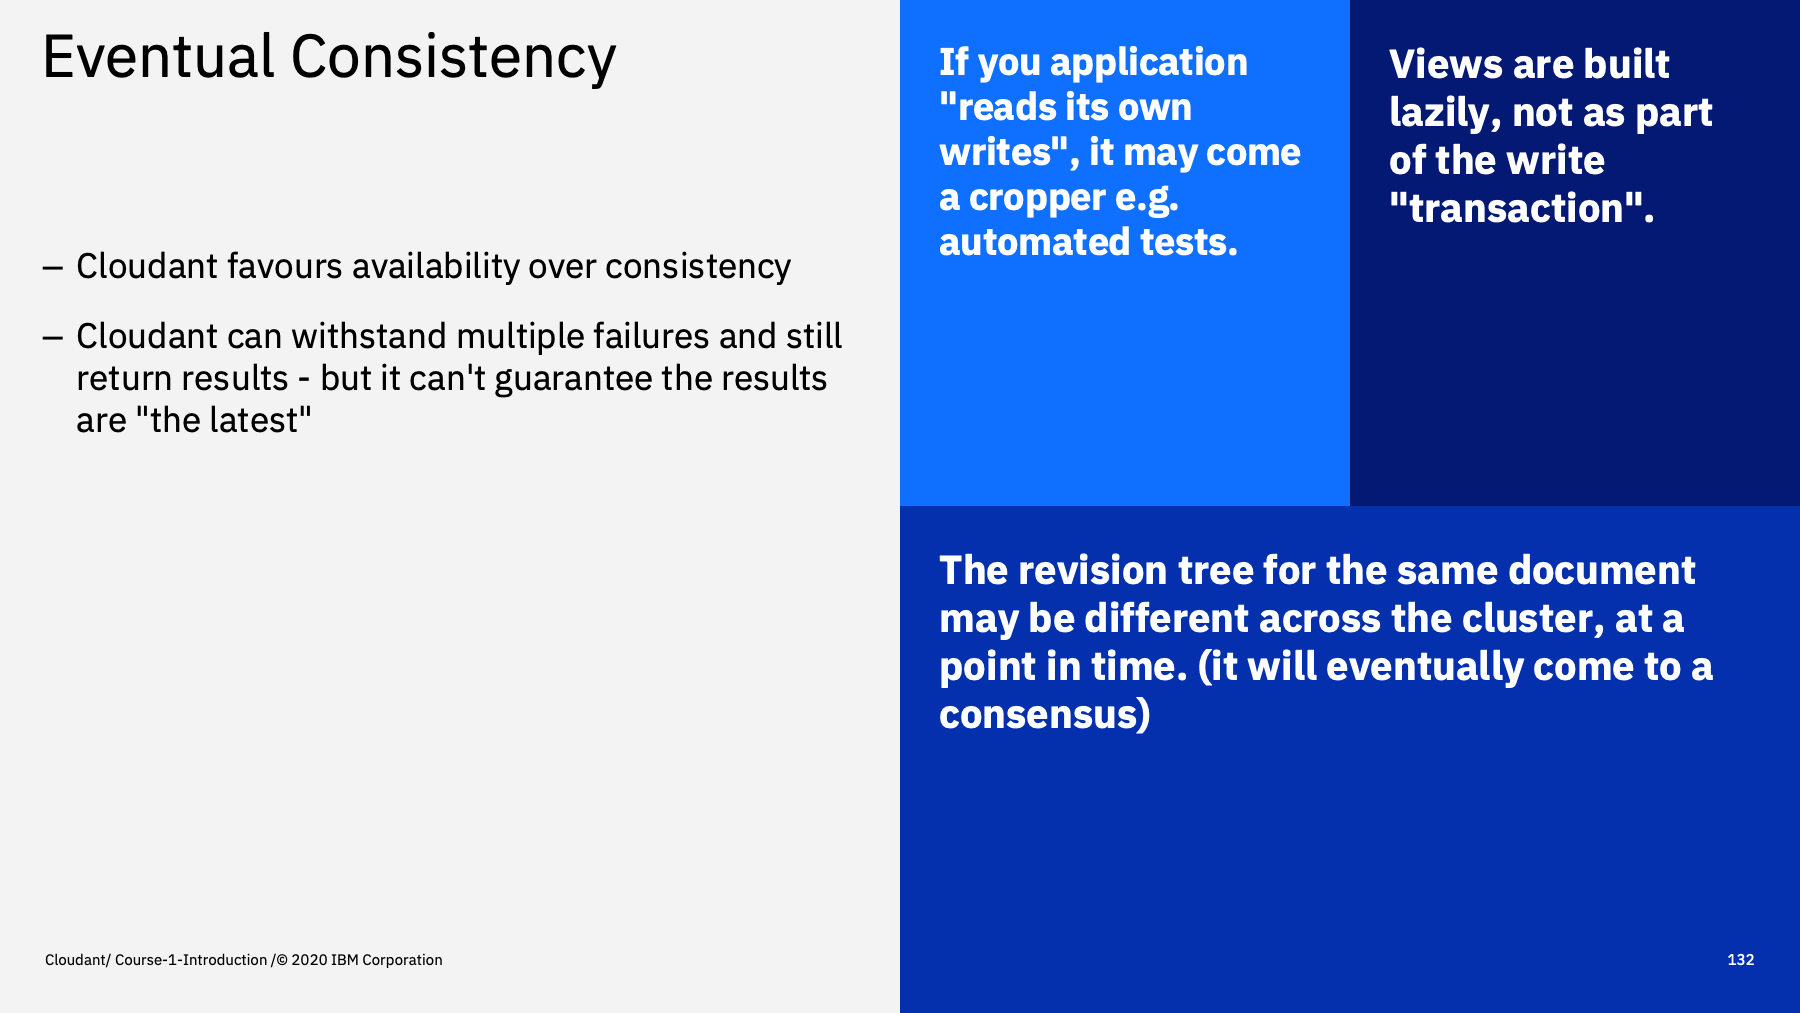 Eventual Consistency
– Cloudant favours availability over consistency
– Cloudant can withstand multiple failures and still
return results - but it can't guarantee the results
are "the latest"
If you application
"reads its own
writes", it may come
a cropper e.g.
automated tests.
Views are built
lazily, not as part
of the write
"transaction".
The revision tree for the same document
may be different across the cluster, at a
point in time. (it will eventually come to a
consensus)
Cloudant/ Course-1-Introduction /© 2020 IBM Corporation
132